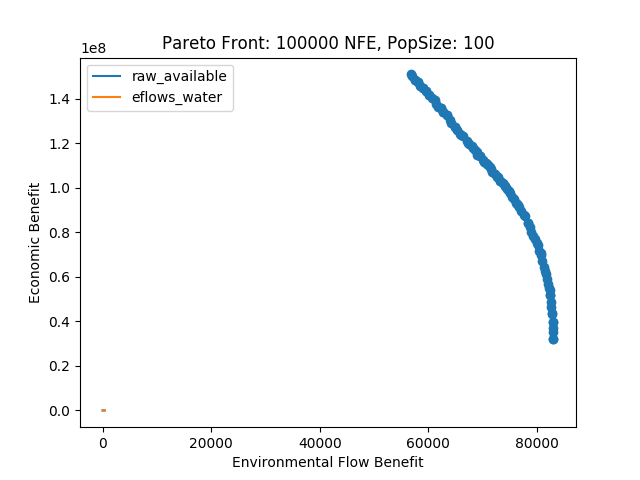 Pareto Front: 100000 NFE, PopSize: 100
1e8
raw_available
eflows_water
1.4
1.2
1.0
0.8
0.6
0.4
0.2
0.0
Economic Benefit
0 20000 40000 60000 80000
Environmental Flow Benefit